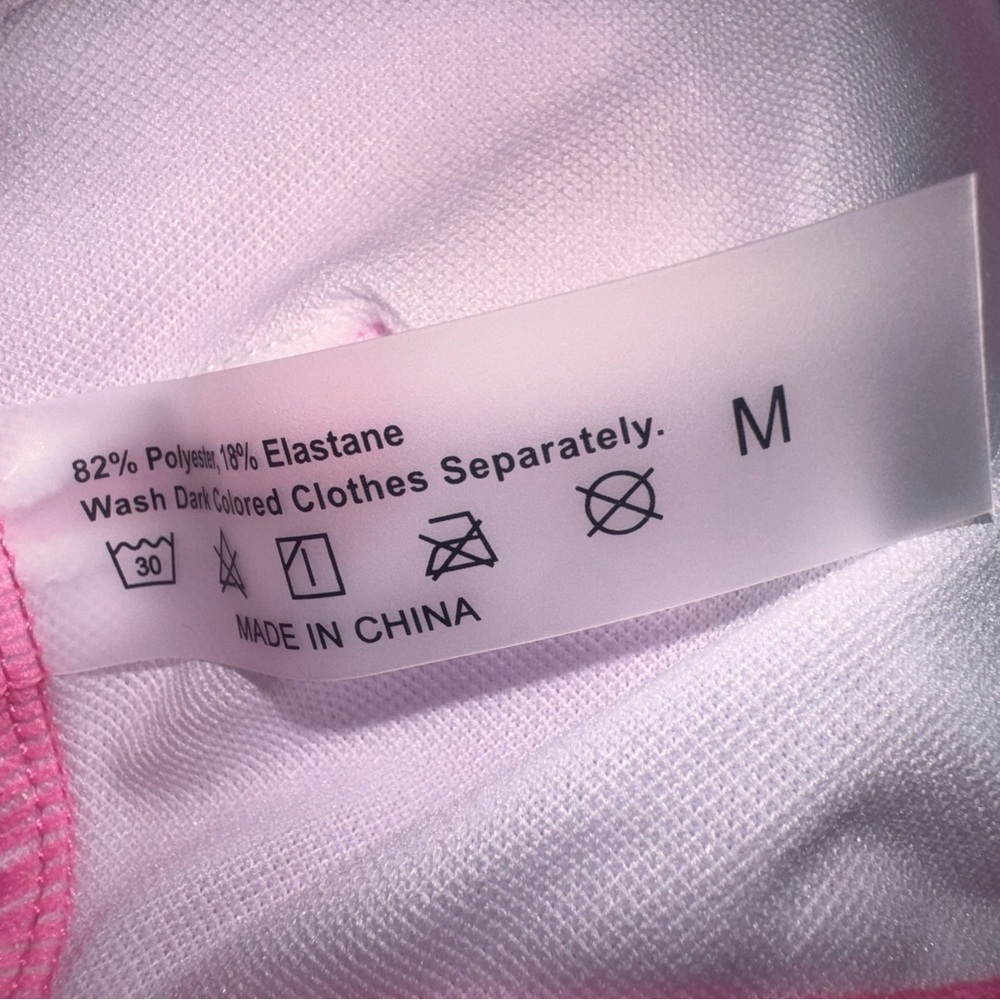 82% Polyester, 18% Elastane
Wash Dark Colored Clothes Separately.
M
30
MADE IN CHINA